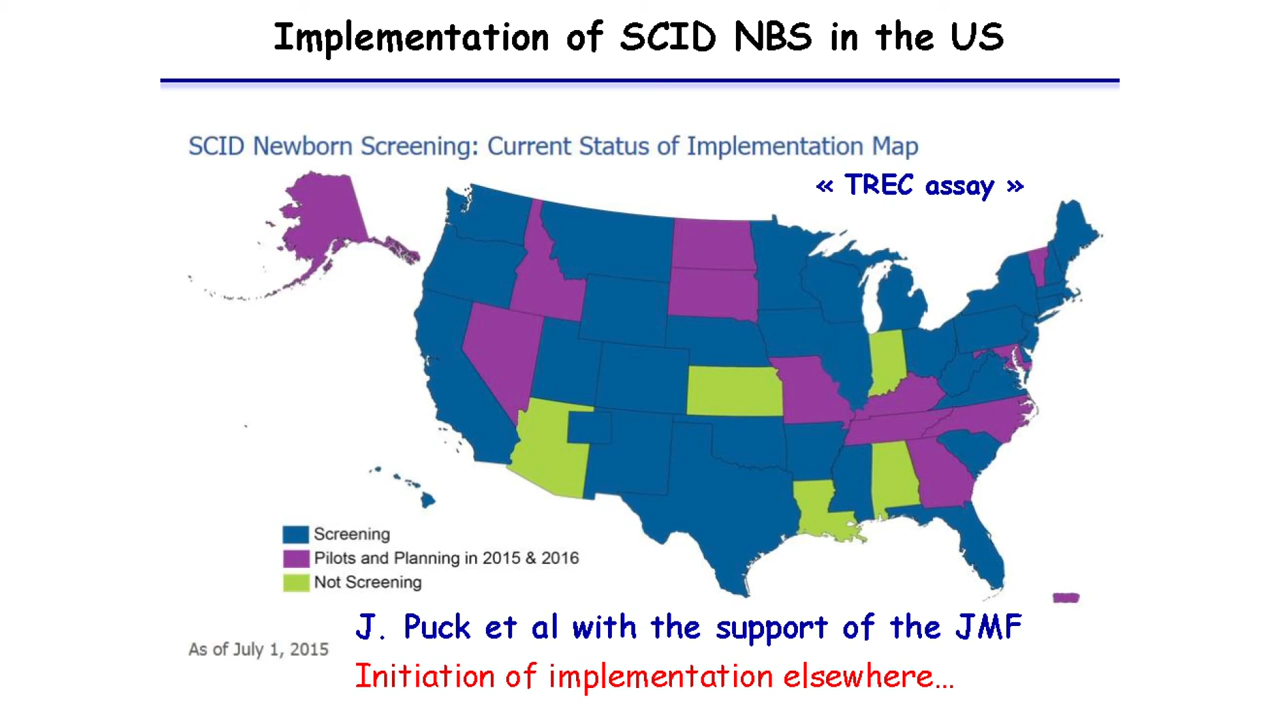 Implementation of SCID NBS in the US
SCID Newborn Screening: Current Status of Implementation Map
« TREC assay »
Screening
Pilots and Planning in 2015 & 2016
Not Screening
J. Puck et al with the support of the JMF
As of July 1, 2015
Initiation of implementation elsewhere…